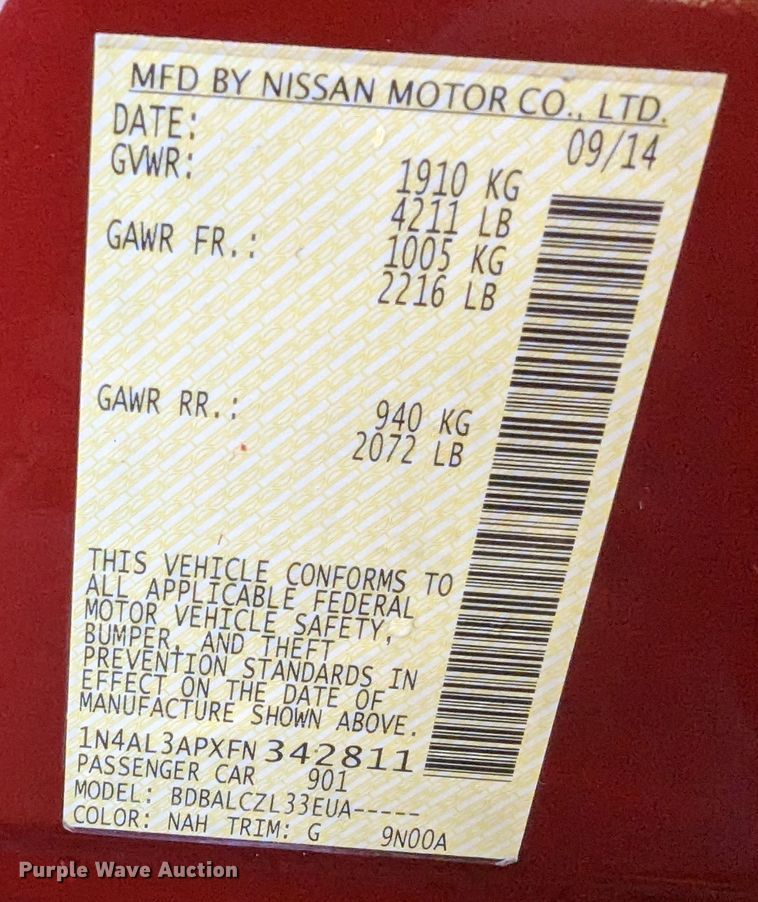 MFD BY NISSAN MOTOR CO., LTD.
DATE: 09/14
GVWR: 1910 KG
4211 LB
GAWR FR.: 1005 KG
2216 LB
GAWR RR.: 940 KG
2072 LB
THIS VEHICLE CONFORMS TO
ALL APPLICABLE FEDERAL
MOTOR VEHICLE SAFETY,
BUMPER, AND THEFT
PREVENTION STANDARDS IN
EFFECT ON THE DATE OF
MANUFACTURE SHOWN ABOVE.
1N4AL3APXFN342811
PASSENGER CAR 901
MODEL: BDBALCZL33EUA-----
COLOR: NAH TRIM: G 9N00A
Purple Wave Auction